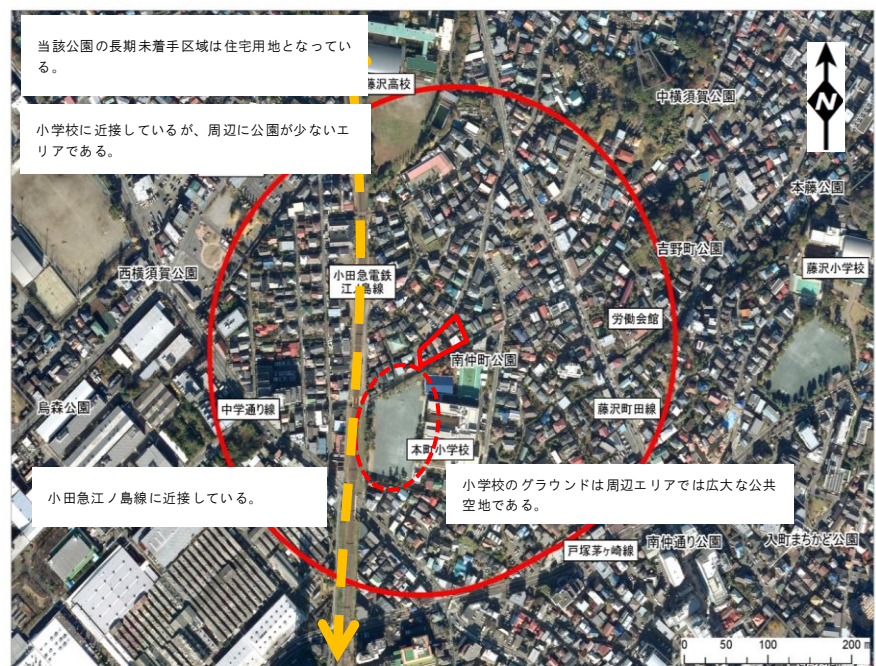 当該公園の長期未着手区域は住宅用地となってい
る。
藤沢高校
中横須賀公園
N
小学校に近接しているが、周辺に公園が少ないエ
リアである。
本藤公園
吉野町公園
西横須賀公園
小田急電鉄
江ノ島線
藤沢小学校
労働会館
南仲町公園
烏森公園
中学通り線
藤沢町田線
本町小学校
小田急江ノ島線に近接している。
小学校のグラウンドは周辺エリアでは広大な公共
空地である。
戸塚茅ヶ崎線
南仲通り公園
入町まちかど公園
0 50 100 200 m